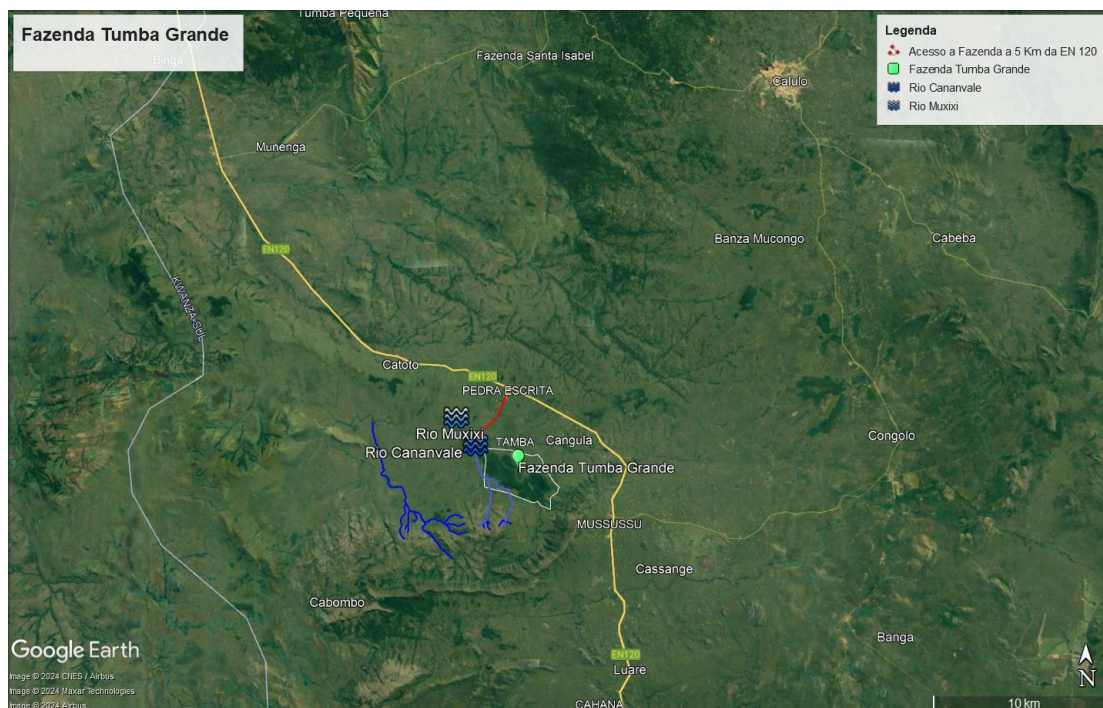 Fazenda Tumba Grande
Tumba Pequena
Legenda
Acesso a Fazenda a 5 Km da EN 120
Fazenda Tumba Grande
Rio Cananvale
Rio Muxixi
Binga
Fazenda Santa Isabel
Calulo
Munenga
EN120
Banza Mucongo
Cabeba
KWANZA-SUL
Catoto
EN120
PEDRA ESCRITA
Rio Muxixi
TAMBA
Cangula
Congolo
Rio Cananvale
Fazenda Tumba Grande
MUSSUSSU
Cassange
Cabombo
Banga
Google Earth
EN120
Luare
N
Image © 2024 CNES / Airbus
Image © 2024 Maxar Technologies
Image © 2024 Airbus
CAHANA
10 km